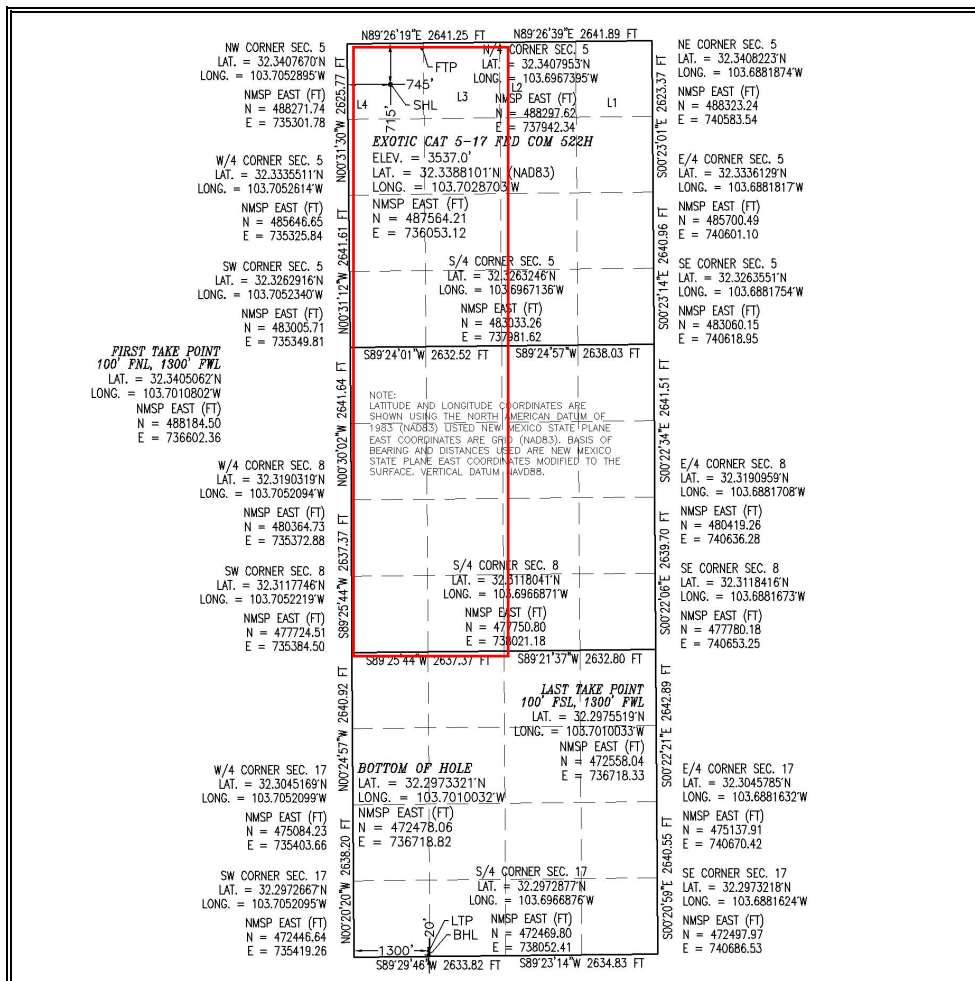 N89°26'19"E 2641.25 FT
N89°26'39"E 2641.89 FT
NW CORNER SEC. 5
LAT. = 32.3407670°N
LONG. = 103.7052895°W
NMSP EAST (FT)
N = 488271.74
E = 735301.78
N/4 CORNER SEC. 5
LAT. = 32.3407953°N
LONG. = 103.6967395°W
NMSP EAST (FT)
N = 488297.62
E = 737942.34
NE CORNER SEC. 5
LAT. = 32.3408223°N
LONG. = 103.6881874°W
NMSP EAST (FT)
N = 488323.24
E = 740583.54
FTP
745'
SHL
715'
L4
L3
L2
L1
N00°31'30"W 2625.77 FT
S00°23'01"E 2623.37 FT
EXOTIC CAT 5-17 FED COM 522H
ELEV. = 3537.0'
LAT. = 32.3388101°N (NAD83)
LONG. = 103.7028703°W
NMSP EAST (FT)
N = 487564.21
E = 736053.12
W/4 CORNER SEC. 5
LAT. = 32.3335511°N
LONG. = 103.7052614°W
NMSP EAST (FT)
N = 485646.65
E = 735325.84
E/4 CORNER SEC. 5
LAT. = 32.3336129°N
LONG. = 103.6881817°W
NMSP EAST (FT)
N = 485700.49
E = 740601.10
N00°31'12"W 2641.61 FT
S00°23'14"E 2640.96 FT
SW CORNER SEC. 5
LAT. = 32.3262916°N
LONG. = 103.7052340°W
NMSP EAST (FT)
N = 483005.71
E = 735349.81
S/4 CORNER SEC. 5
LAT. = 32.3263246°N
LONG. = 103.6967136°W
NMSP EAST (FT)
N = 483033.26
E = 737981.62
SE CORNER SEC. 5
LAT. = 32.3263551°N
LONG. = 103.6881754°W
NMSP EAST (FT)
N = 483060.15
E = 740618.95
S89°24'01"W 2632.52 FT
S89°24'57"W 2638.03 FT
FIRST TAKE POINT
100' FNL, 1300' FWL
LAT. = 32.3405062°N
LONG. = 103.7010802°W
NMSP EAST (FT)
N = 488184.50
E = 736602.36
N00°30'02"W 2641.64 FT
S00°22'34"E 2641.51 FT
NOTE:
LATITUDE AND LONGITUDE COORDINATES ARE
SHOWN USING THE NORTH AMERICAN DATUM OF
1983 (NAD83) LISTED NEW MEXICO STATE PLANE
EAST COORDINATES ARE GRID (NAD83). BASIS OF
BEARING AND DISTANCES USED ARE NEW MEXICO
STATE PLANE EAST COORDINATES MODIFIED TO THE
SURFACE. VERTICAL DATUM NAVD88.
W/4 CORNER SEC. 8
LAT. = 32.3190319°N
LONG. = 103.7052094°W
NMSP EAST (FT)
N = 480364.73
E = 735372.88
E/4 CORNER SEC. 8
LAT. = 32.3190959°N
LONG. = 103.6881708°W
NMSP EAST (FT)
N = 480419.26
E = 740636.28
S89°25'44"W 2637.37 FT
S00°22'06"E 2639.70 FT
SW CORNER SEC. 8
LAT. = 32.3117746°N
LONG. = 103.7052219°W
NMSP EAST (FT)
N = 477724.51
E = 735384.50
S/4 CORNER SEC. 8
LAT. = 32.3118041°N
LONG. = 103.6966871°W
NMSP EAST (FT)
N = 477750.80
E = 738021.18
SE CORNER SEC. 8
LAT. = 32.3118416°N
LONG. = 103.6881673°W
NMSP EAST (FT)
N = 477780.18
E = 740653.25
S89°25'44"W 2637.37 FT
S89°21'37"W 2632.80 FT
N00°24'57"W 2640.92 FT
S00°22'21"E 2642.89 FT
LAST TAKE POINT
100' FSL, 1300' FWL
LAT. = 32.2975519°N
LONG. = 103.7010033°W
NMSP EAST (FT)
N = 472558.04
E = 736718.33
W/4 CORNER SEC. 17
LAT. = 32.3045169°N
LONG. = 103.7052099°W
NMSP EAST (FT)
N = 475084.23
E = 735403.66
BOTTOM OF HOLE
LAT. = 32.2973321°N
LONG. = 103.7010032°W
NMSP EAST (FT)
N = 472478.06
E = 736718.82
E/4 CORNER SEC. 17
LAT. = 32.3045785°N
LONG. = 103.6881632°W
NMSP EAST (FT)
N = 475137.91
E = 740670.42
N00°20'20"W 2638.20 FT
S00°20'59"E 2640.55 FT
SW CORNER SEC. 17
LAT. = 32.2972667°N
LONG. = 103.7052095°W
NMSP EAST (FT)
N = 472446.64
E = 735419.26
S/4 CORNER SEC. 17
LAT. = 32.2972877°N
LONG. = 103.6966876°W
NMSP EAST (FT)
N = 472469.80
E = 738052.41
SE CORNER SEC. 17
LAT. = 32.2973218°N
LONG. = 103.6881624°W
NMSP EAST (FT)
N = 472497.97
E = 740686.53
1300'
20'
LTP
BHL
S89°29'46"W 2633.82 FT
S89°23'14"W 2634.83 FT